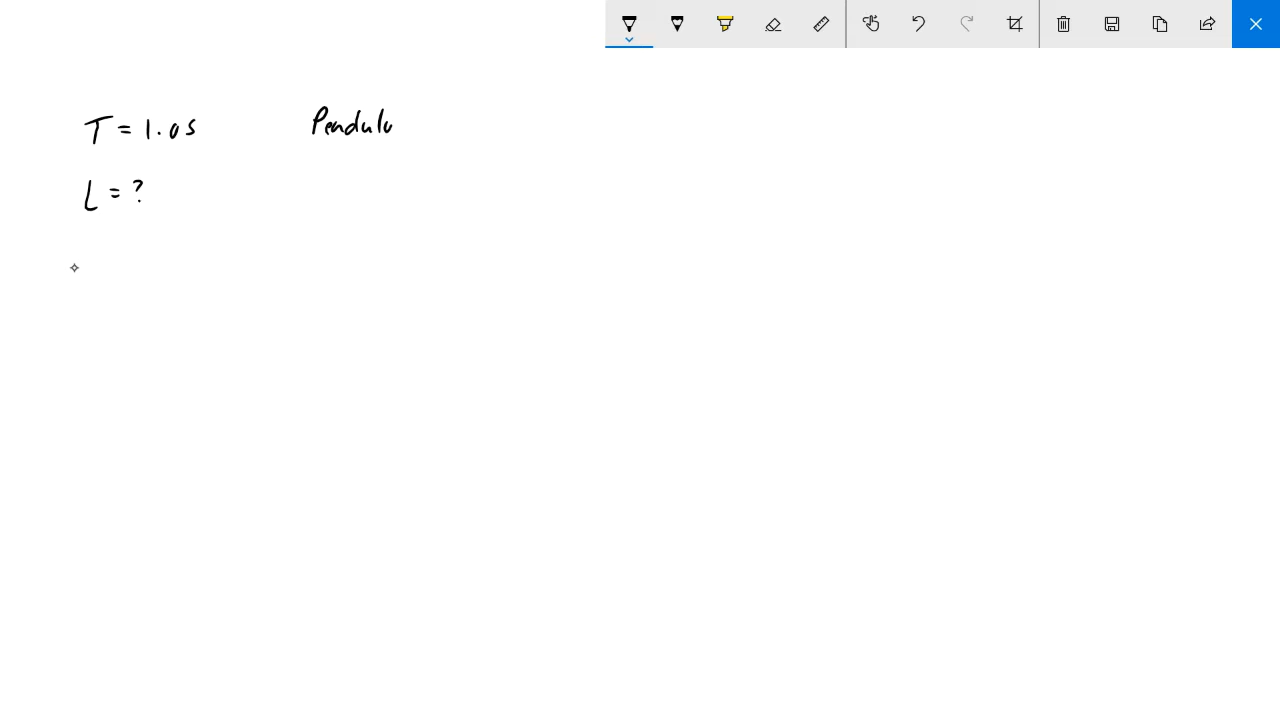 T = 1.0s Pendulu
L = ?